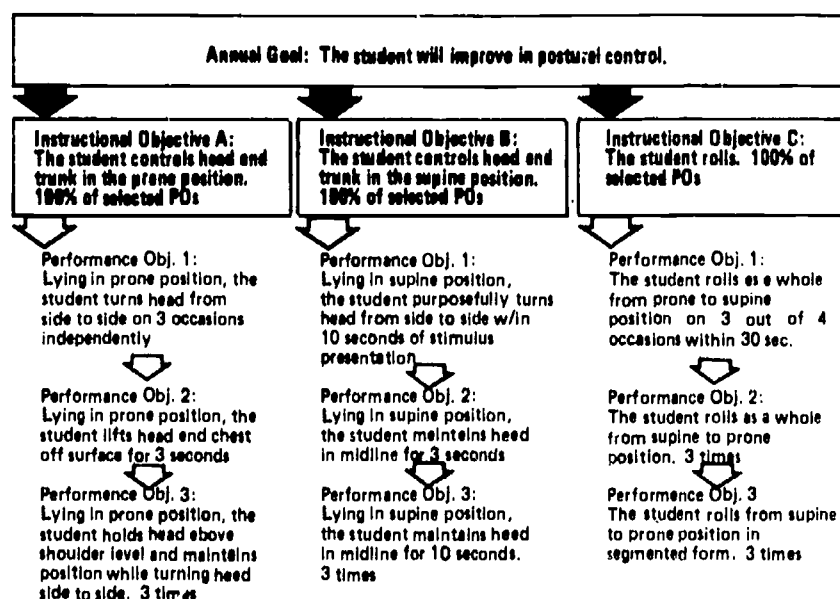 Annual Goal: The student will improve in postural control.
Instructional Objective A:
The student controls head and
trunk in the prone position.
100% of selected POs
Performance Obj. 1:
Lying in prone position, the
student turns head from
side to side on 3 occasions
independently
Performance Obj. 2:
Lying in prone position, the
student lifts head and chest
off surface for 3 seconds
Performance Obj. 3:
Lying in prone position, the
student holds head above
shoulder level and maintains
position while turning head
side to side. 3 times
Instructional Objective B:
The student controls head and
trunk in the supine position.
100% of selected POs
Performance Obj. 1:
Lying in supine position,
the student purposefully turns
head from side to side w/in
10 seconds of stimulus
presentation
Performance Obj. 2:
Lying in supine position,
the student maintains head
in midline for 3 seconds
Performance Obj. 3:
Lying in supine position,
the student maintains head
in midline for 10 seconds.
3 times
Instructional Objective C:
The student rolls. 100% of
selected POs
Performance Obj. 1:
The student rolls as a whole
from prone to supine
position on 3 out of 4
occasions within 30 sec.
Performance Obj. 2:
The student rolls as a whole
from supine to prone
position. 3 times
Performance Obj. 3
The student rolls from supine
to prone position in
segmented form. 3 times